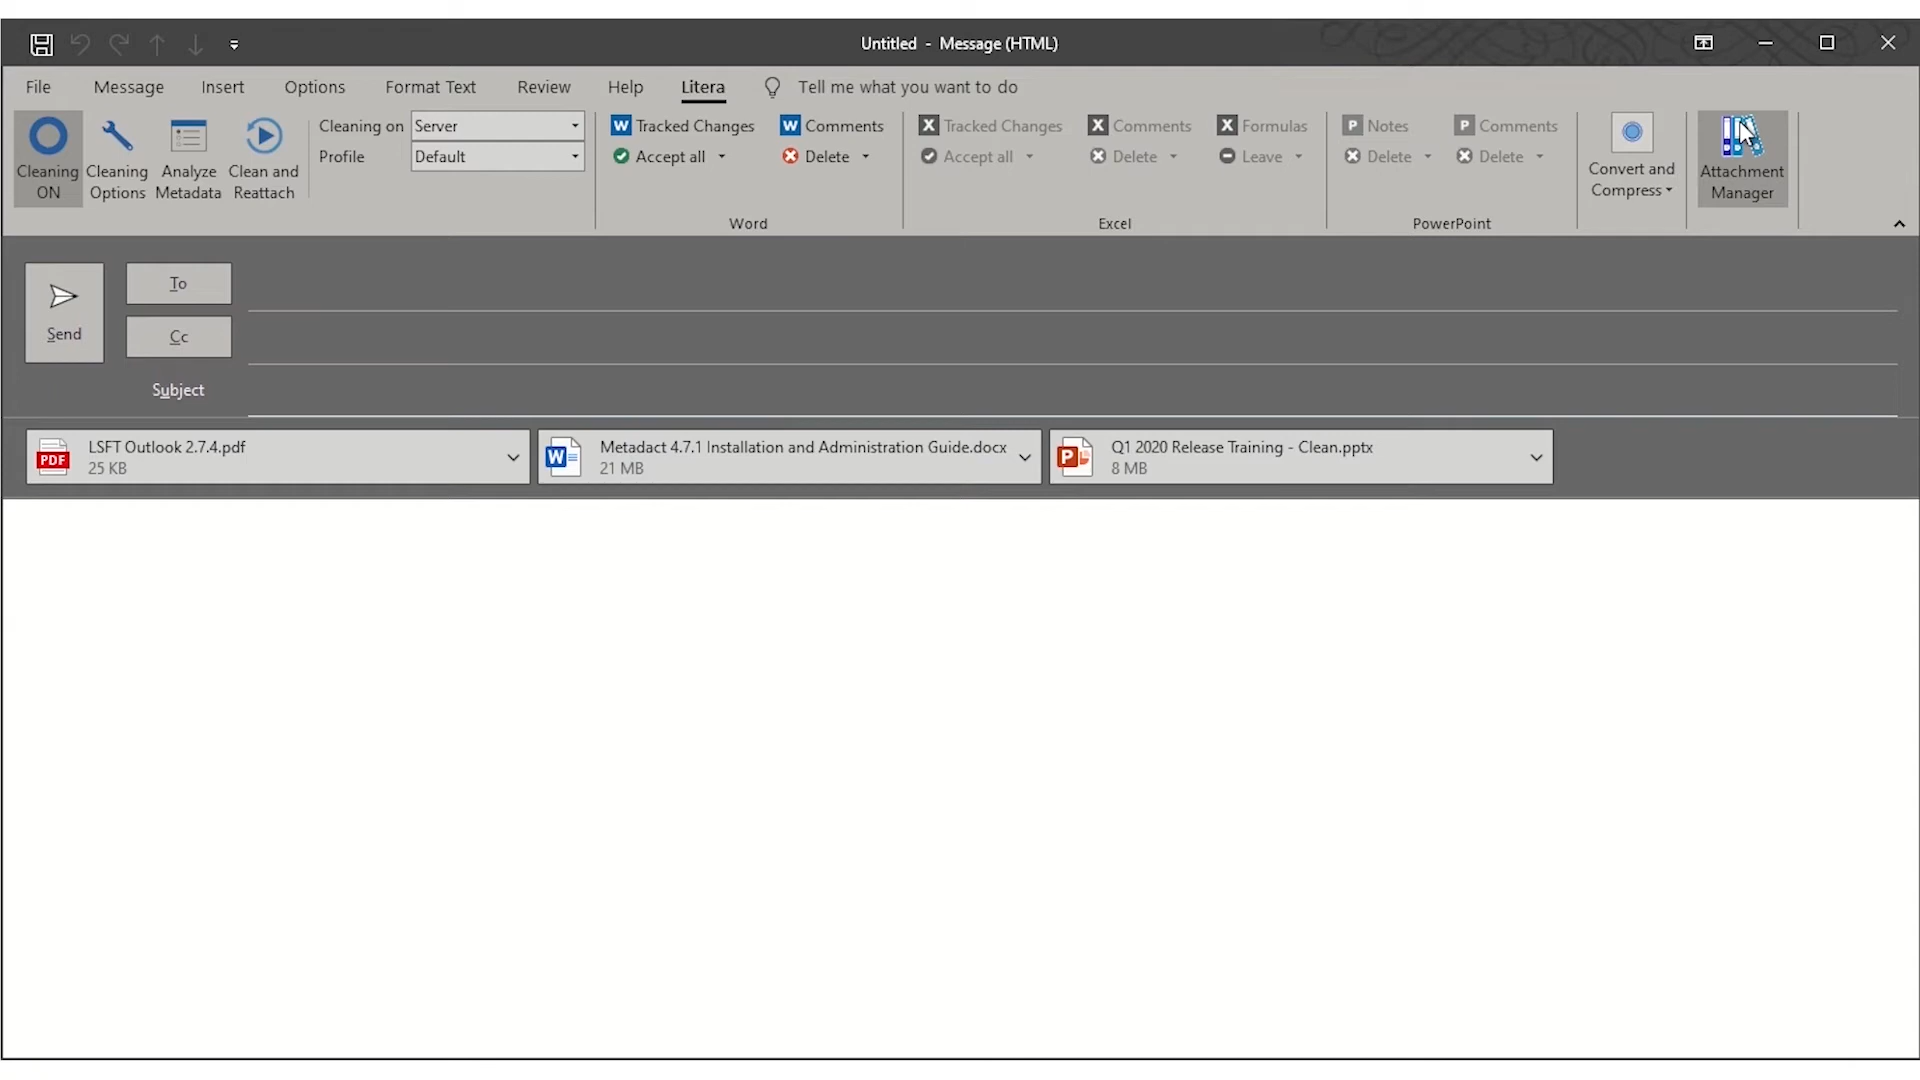 Untitled - Message (HTML)
File Message Insert Options Format Text Review Help Litera Tell me what you want to do
Cleaning ON
Cleaning Options
Analyze Metadata
Clean and Reattach
Cleaning on Server
Profile Default
W Tracked Changes W Comments
Accept all Delete
Word
X Tracked Changes X Comments X Formulas
Accept all Delete Leave
Excel
P Notes P Comments
Delete Delete
PowerPoint
Convert and Compress
Attachment Manager
Send
To
Cc
Subject
PDF
LSFT Outlook 2.7.4.pdf
25 KB
W
Metadact 4.7.1 Installation and Administration Guide.docx
21 MB
P
Q1 2020 Release Training - Clean.pptx
8 MB